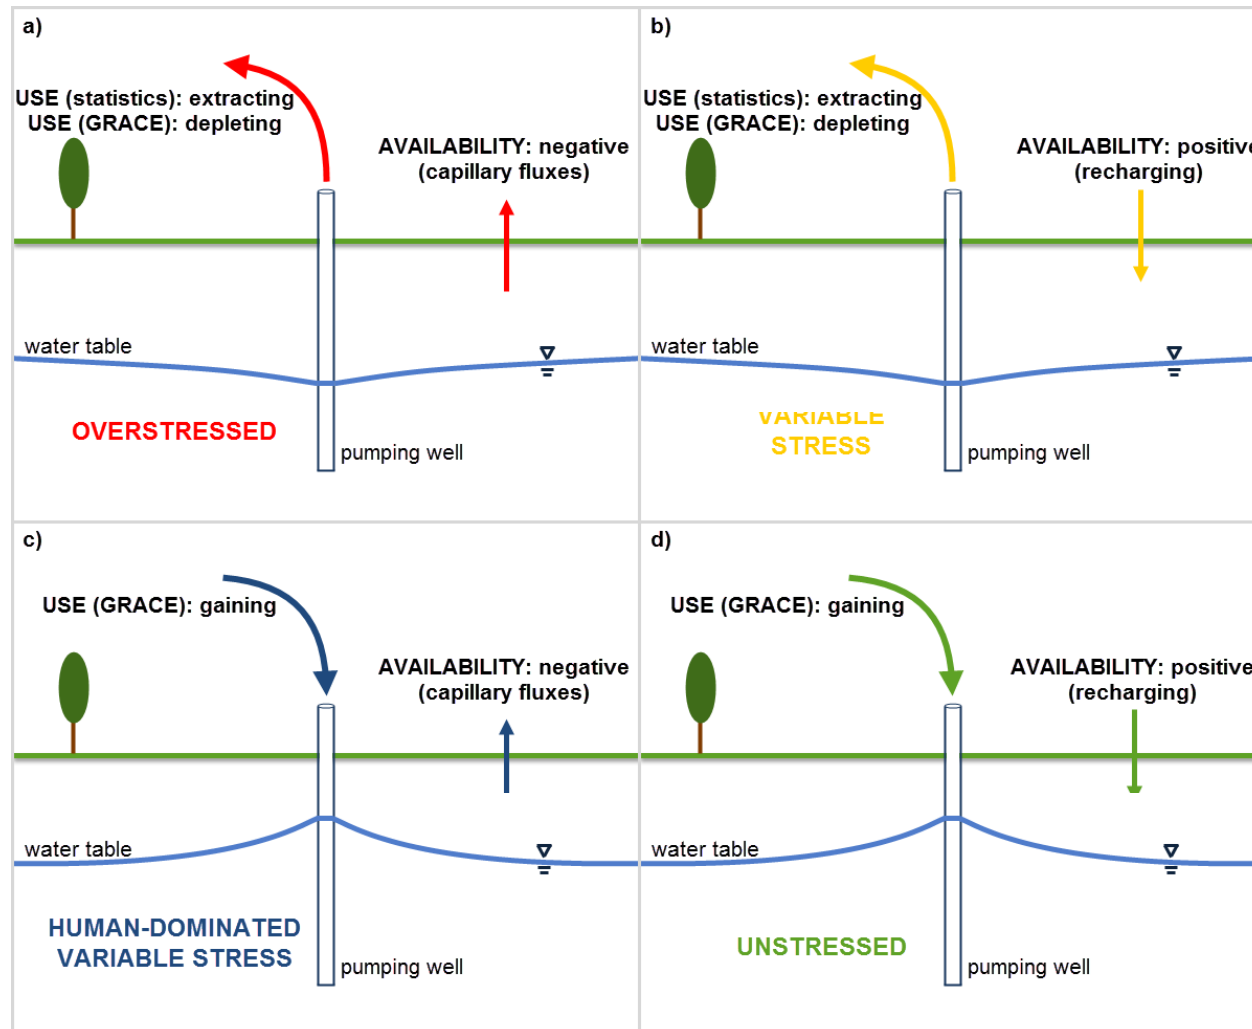 a)
USE (statistics): extracting
USE (GRACE): depleting
AVAILABILITY: negative
(capillary fluxes)
water table
OVERSTRESSED
pumping well
b)
USE (statistics): extracting
USE (GRACE): depleting
AVAILABILITY: positive
(recharging)
water table
VARIABLE
STRESS
pumping well
c)
USE (GRACE): gaining
AVAILABILITY: negative
(capillary fluxes)
water table
HUMAN-DOMINATED
VARIABLE STRESS
pumping well
d)
USE (GRACE): gaining
AVAILABILITY: positive
(recharging)
water table
UNSTRESSED
pumping well